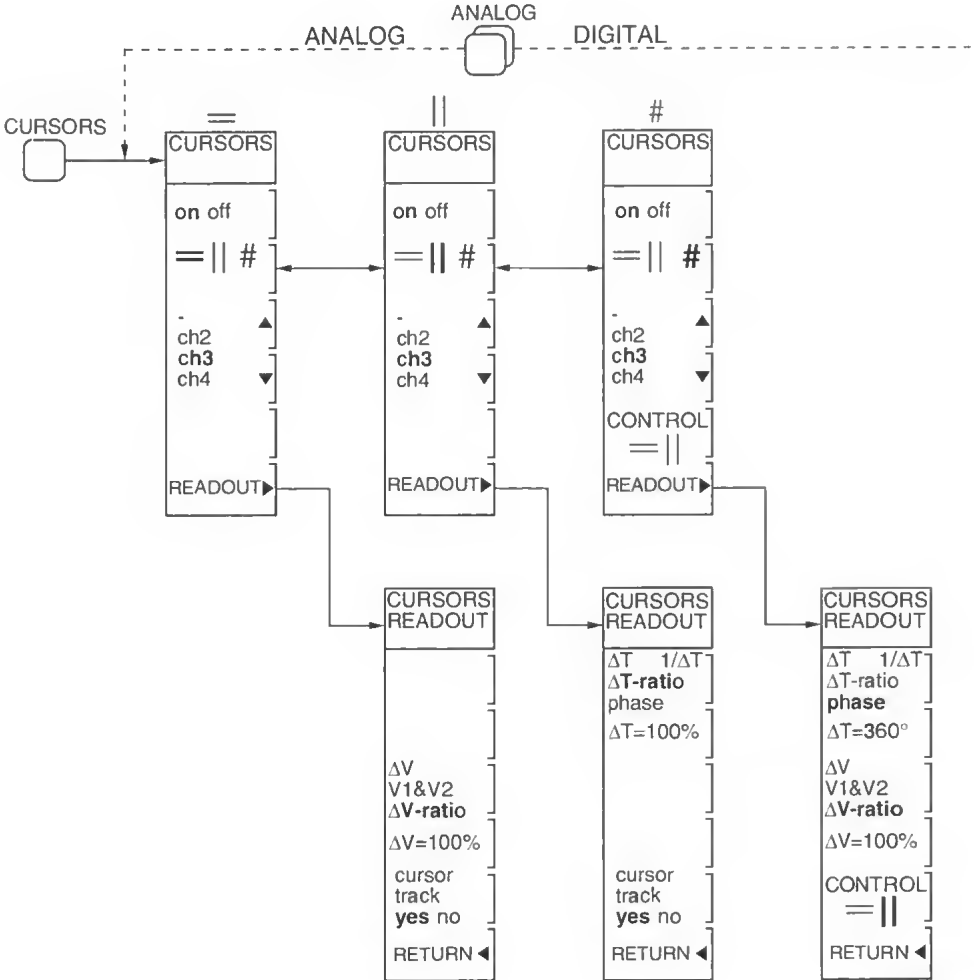 ANALOG
ANALOG DIGITAL
CURSORS
=
CURSORS
on off
= || #
-
ch2
ch3
ch4
READOUT▶
||
CURSORS
on off
= || #
-
ch2
ch3
ch4
READOUT▶
#
CURSORS
on off
= || #
-
ch2
ch3
ch4
CONTROL
= ||
READOUT▶
CURSORS
READOUT
ΔV
V1&V2
ΔV-ratio
ΔV=100%
cursor
track
yes no
RETURN◀
CURSORS
READOUT
ΔT 1/ΔT
ΔT-ratio
phase
ΔT=100%
cursor
track
yes no
RETURN◀
CURSORS
READOUT
ΔT 1/ΔT
ΔT-ratio
phase
ΔT=360°
ΔV
V1&V2
ΔV-ratio
ΔV=100%
CONTROL
= ||
RETURN◀